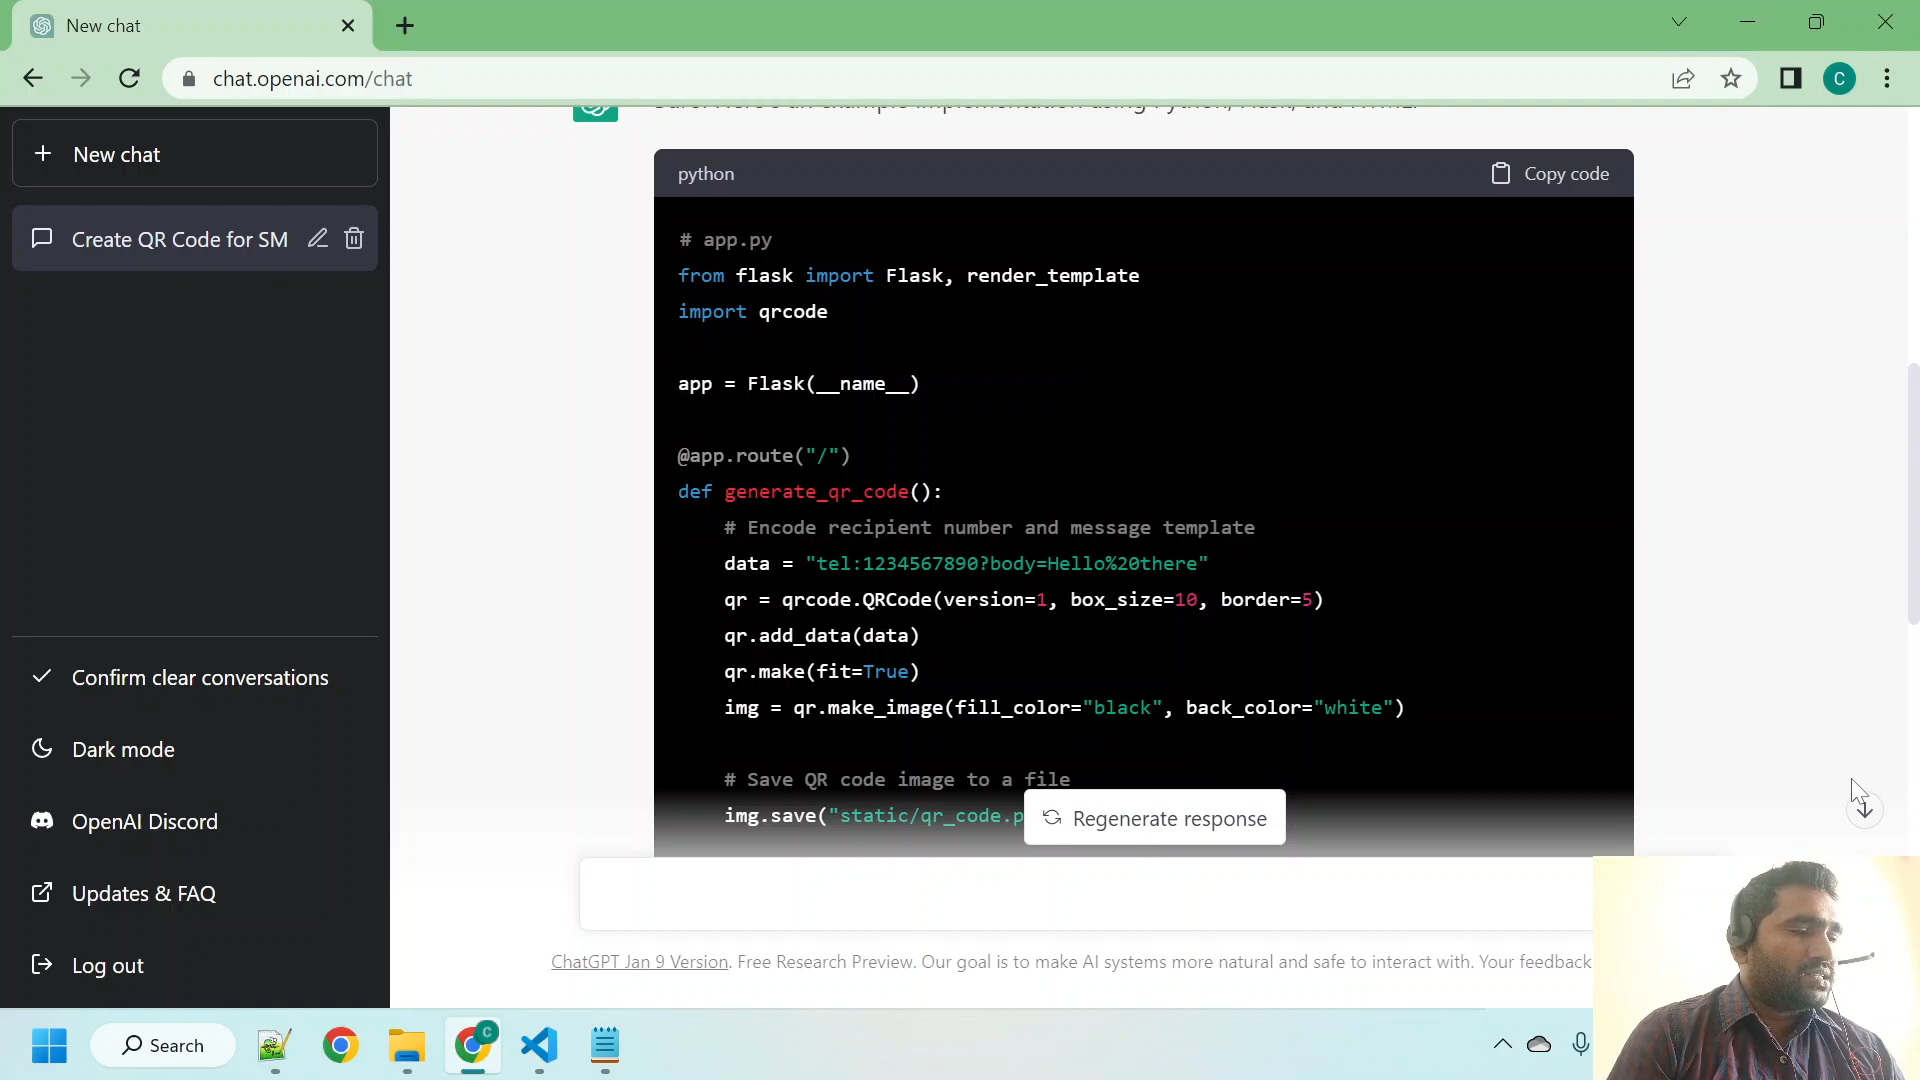 New chat
chat.openai.com/chat
C
New chat
Create QR Code for SM
Confirm clear conversations
Dark mode
OpenAI Discord
Updates & FAQ
Log out
python
Copy code
# app.py
from flask import Flask, render_template
import qrcode
app = Flask(__name__)
@app.route("/")
def generate_qr_code():
# Encode recipient number and message template
data = "tel:1234567890?body=Hello%20there"
qr = qrcode.QRCode(version=1, box_size=10, border=5)
qr.add_data(data)
qr.make(fit=True)
img = qr.make_image(fill_color="black", back_color="white")
# Save QR code image to a file
img.save("static/qr_code.p
Regenerate response
ChatGPT Jan 9 Version. Free Research Preview. Our goal is to make AI systems more natural and safe to interact with. Your feedback
Search
C